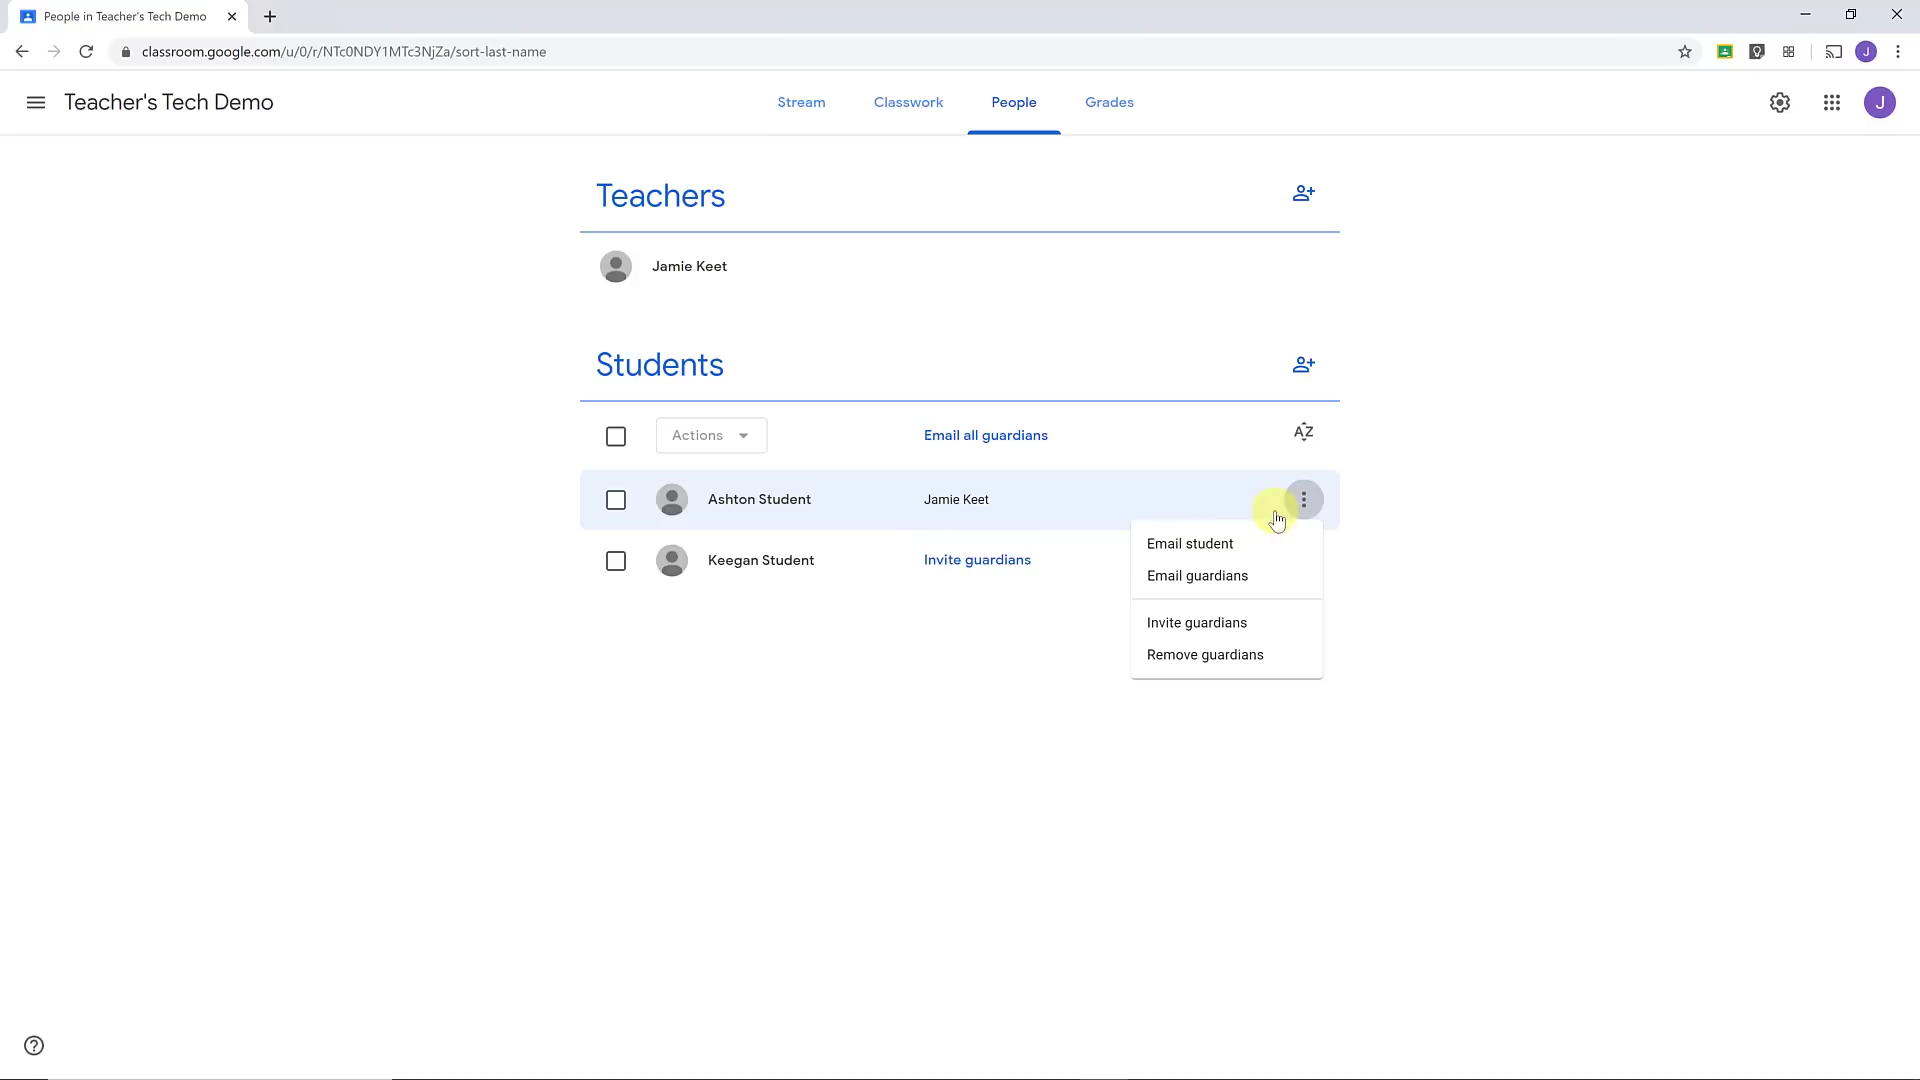 People in Teacher's Tech Demo
classroom.google.com/u/0/r/NTc0NDY1MTc3NjZa/sort-last-name
J
Teacher's Tech Demo
Stream
Classwork
People
Grades
J
Teachers
Jamie Keet
Students
Actions
Email all guardians
AZ
Ashton Student
Jamie Keet
Email student
Keegan Student
Invite guardians
Email guardians
Invite guardians
Remove guardians